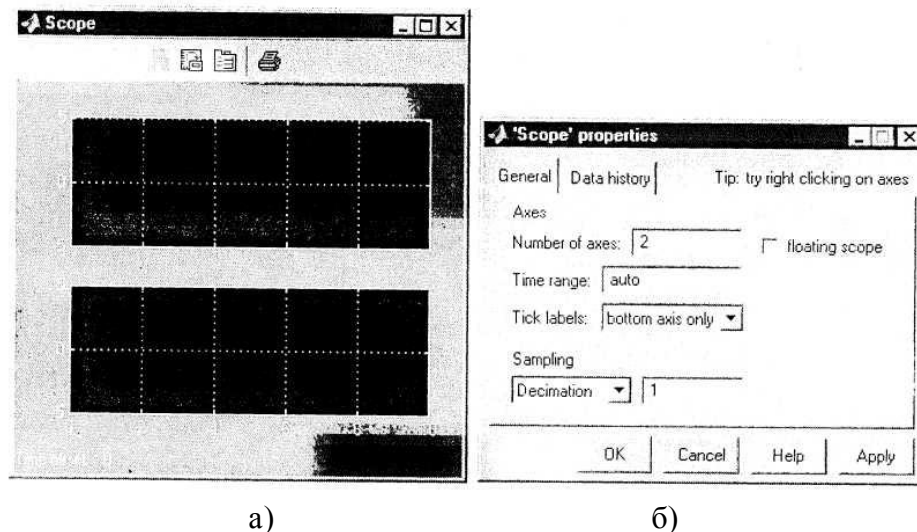 Scope
'Scope' properties
General
Data history
Tip: try right clicking on axes
Axes
Number of axes: 2
floating scope
Time range: auto
Tick labels: bottom axis only
Sampling
Decimation 1
OK
Cancel
Help
Apply
а)
б)